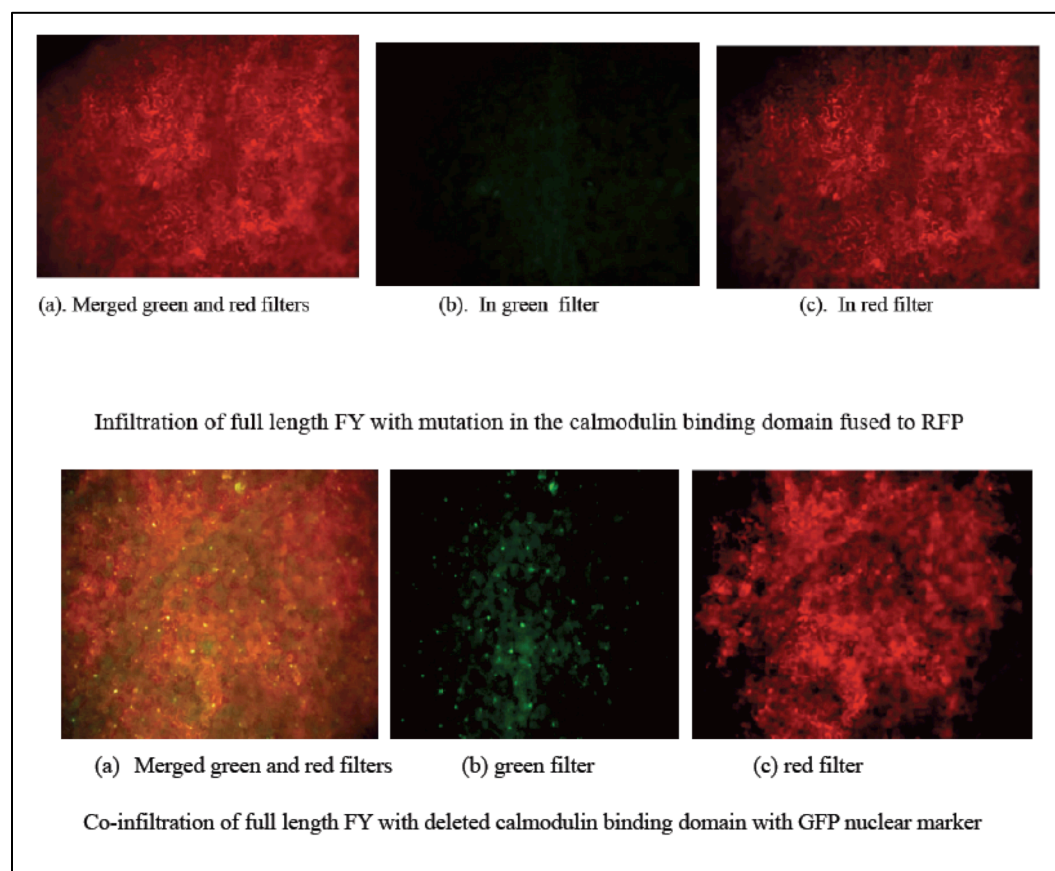 (a). Merged green and red filters
(b). In green filter
(c). In red filter
Infiltration of full length FY with mutation in the calmodulin binding domain fused to RFP
(a) Merged green and red filters
(b) green filter
(c) red filter
Co-infiltration of full length FY with deleted calmodulin binding domain with GFP nuclear marker